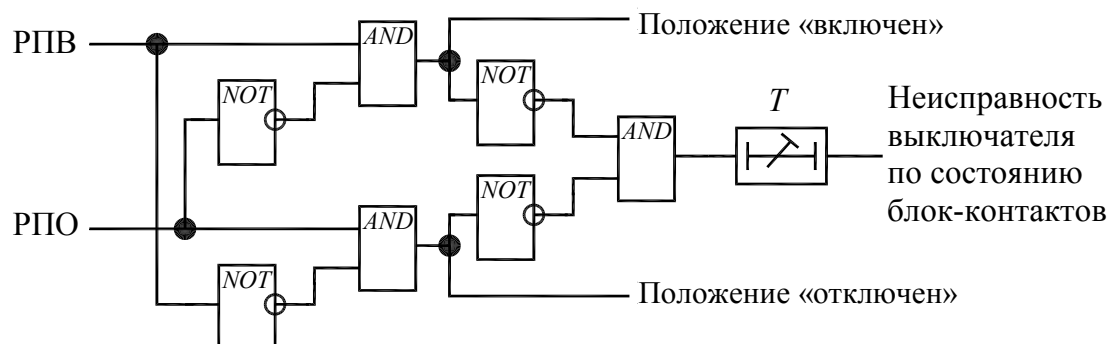 РПВ
AND
Положение «включен»
NOT
NOT
T
Неисправность
выключателя
по состоянию
блок-контактов
AND
NOT
РПО
AND
NOT
Положение «отключен»